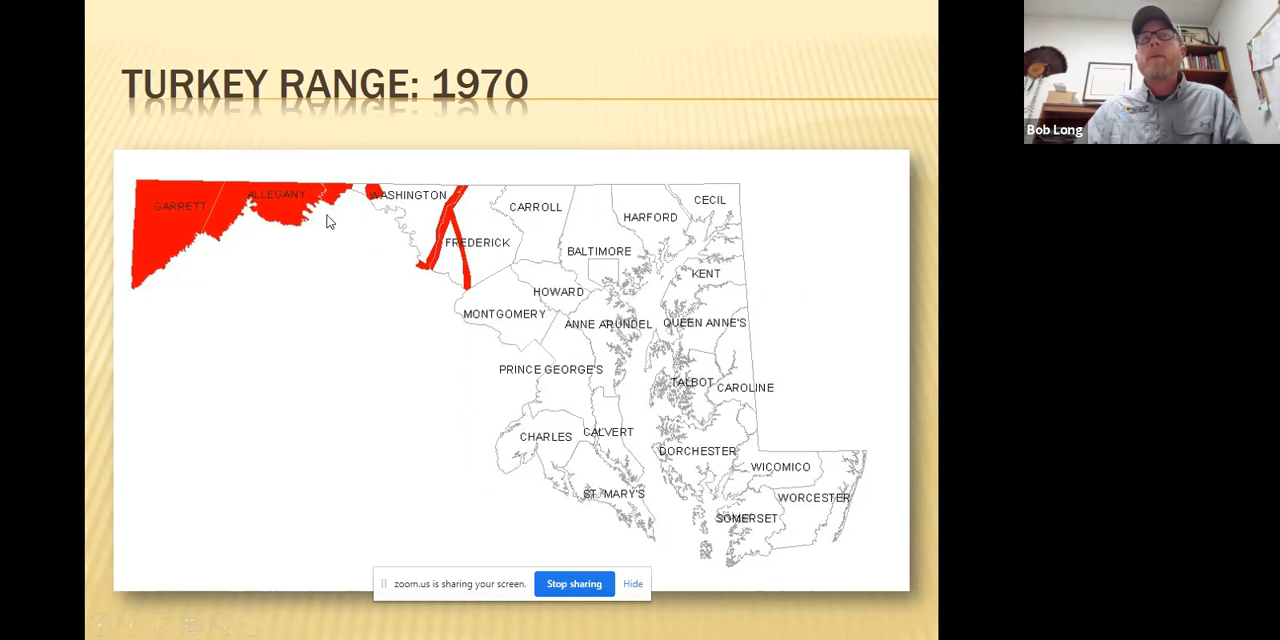 TURKEY RANGE: 1970
Bob Long
GARRETT
ALLEGANY
WASHINGTON
FREDERICK
CARROLL
BALTIMORE
HARFORD
CECIL
KENT
HOWARD
MONTGOMERY
ANNE ARUNDEL
QUEEN ANNE'S
PRINCE GEORGE'S
TALBOT
CAROLINE
CHARLES
CALVERT
DORCHESTER
WICOMICO
ST. MARY'S
WORCESTER
SOMERSET
zoom.us is sharing your screen.
Stop sharing
Hide